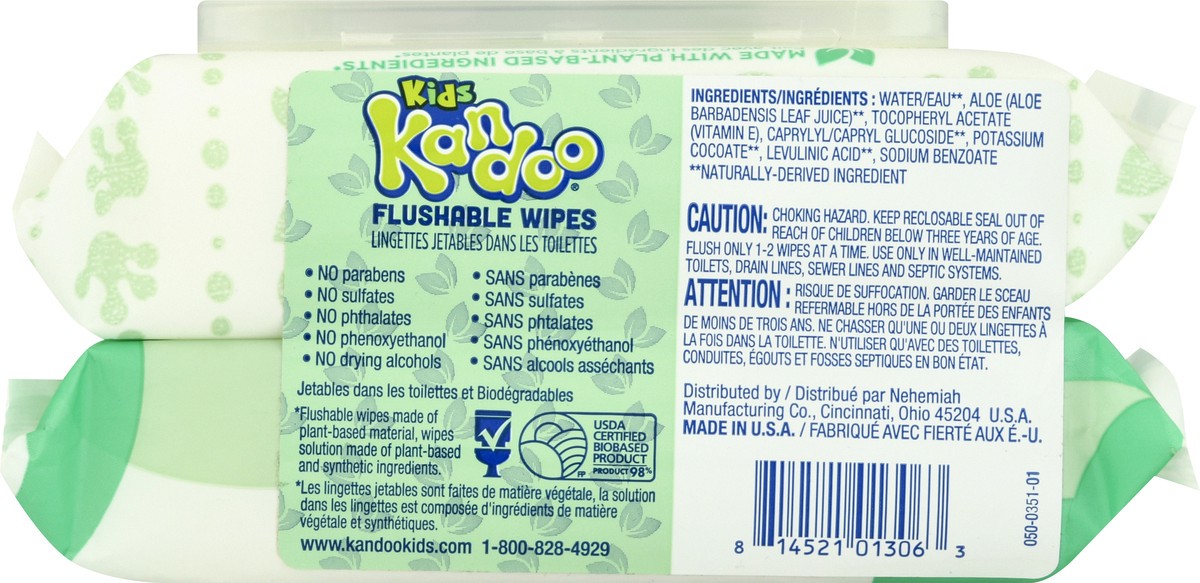 MADE WITH PLANT-BASED INGREDIENTS*
Kids
Kandoo®
FLUSHABLE WIPES
LINGETTES JETABLES DANS LES TOILETTES
• NO parabens
• NO sulfates
• NO phthalates
• NO phenoxyethanol
• NO drying alcohols
• SANS parabènes
• SANS sulfates
• SANS phtalates
• SANS phénoxyéthanol
• SANS alcools asséchants
Jetables dans les toilettes et Biodégradables
*Flushable wipes made of
plant-based material, wipes
solution made of plant-based
and synthetic ingredients.
USDA
CERTIFIED
BIOBASED
PRODUCT
FP
PRODUCT 98%
*Les lingettes jetables sont faites de matière végétale, la solution
dans les lingettes est composée d'ingrédients de matière
végétale et synthétiques.
www.kandookids.com 1-800-828-4929
INGREDIENTS/INGRÉDIENTS : WATER/EAU**, ALOE (ALOE
BARBADENSIS LEAF JUICE)**, TOCOPHERYL ACETATE
(VITAMIN E), CAPRYLYL/CAPRYL GLUCOSIDE**, POTASSIUM
COCOATE**, LEVULINIC ACID**, SODIUM BENZOATE
**NATURALLY-DERIVED INGREDIENT
CAUTION: CHOKING HAZARD. KEEP RECLOSABLE SEAL OUT OF
REACH OF CHILDREN BELOW THREE YEARS OF AGE.
FLUSH ONLY 1-2 WIPES AT A TIME. USE ONLY IN WELL-MAINTAINED
TOILETS, DRAIN LINES, SEWER LINES AND SEPTIC SYSTEMS.
ATTENTION : RISQUE DE SUFFOCATION. GARDER LE SCEAU
REFERMABLE HORS DE LA PORTÉE DES ENFANTS
DE MOINS DE TROIS ANS. NE CHASSER QU'UNE OU DEUX LINGETTES À
LA FOIS DANS LA TOILETTE. N'UTILISER QU'AVEC DES TOILETTES,
CONDUITES, ÉGOUTS ET FOSSES SEPTIQUES EN BON ÉTAT.
Distributed by / Distribué par Nehemiah
Manufacturing Co., Cincinnati, Ohio 45204 U.S.A.
MADE IN U.S.A. / FABRIQUÉ AVEC FIERTÉ AUX É.-U.
8 14521 01306 3
050-0351-01